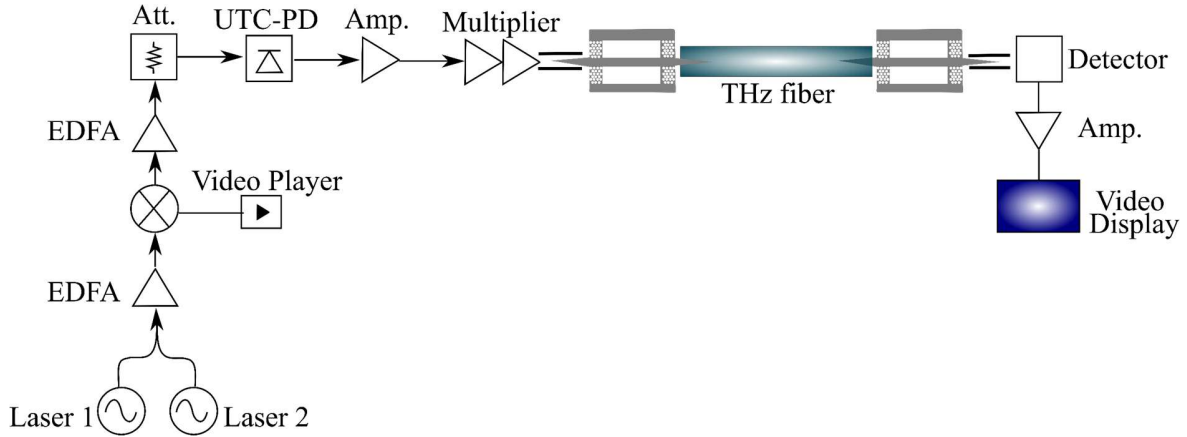 Att.
UTC-PD
Amp.
Multiplier
THz fiber
Detector
EDFA
Amp.
Video Player
Video
Display
EDFA
Laser 1
Laser 2